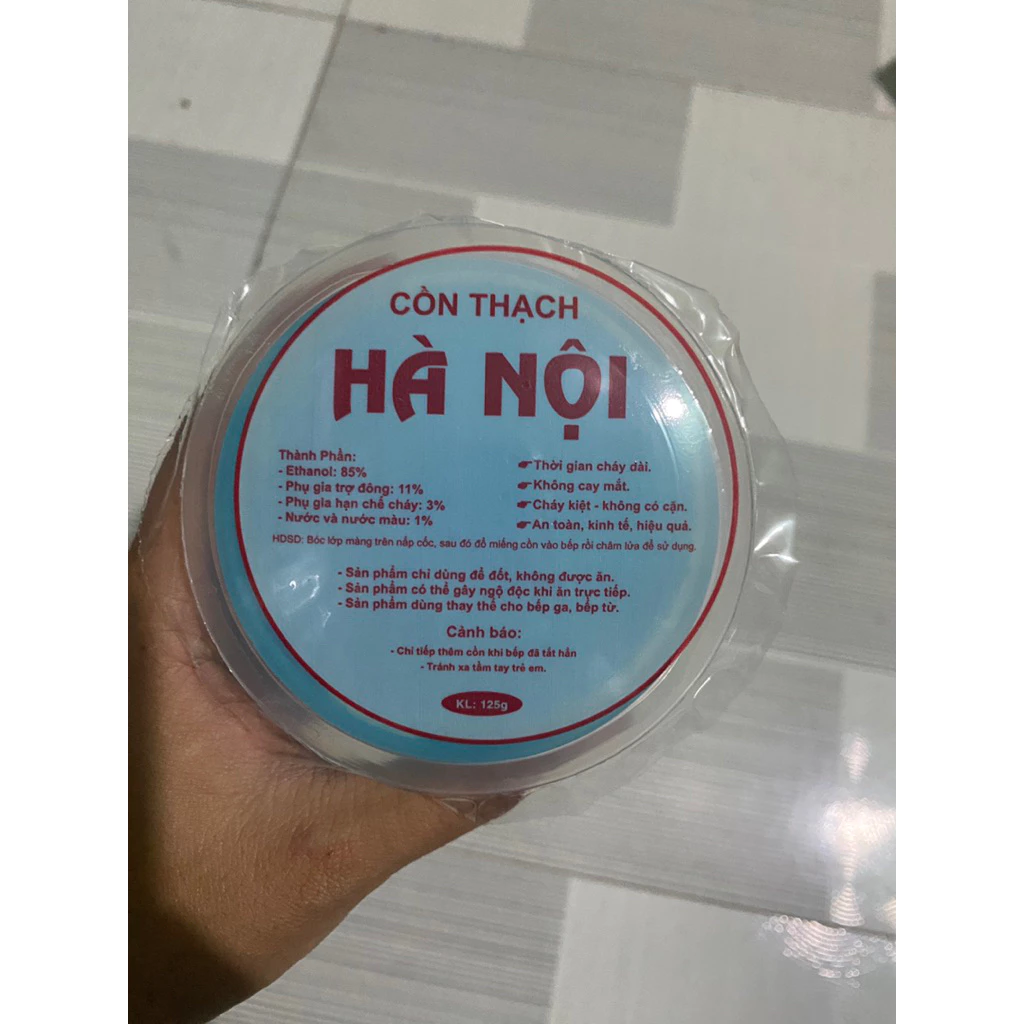 CỒN THẠCH
HÀ NỘI
Thành Phần:
- Ethanol: 85%
- Phụ gia trợ đông: 11%
- Phụ gia hạn chế cháy: 3%
- Nước và nước màu: 1%
Thời gian cháy dài.
Không cay mắt.
Cháy kiệt - không có cặn.
An toàn, kinh tế, hiệu quả.
HDSD: Bóc lớp màng trên nắp cốc, sau đó đổ miếng cồn vào bếp rồi châm lửa để sử dụng.
- Sản phẩm chỉ dùng để đốt, không được ăn.
- Sản phẩm có thể gây ngộ độc khi ăn trực tiếp.
- Sản phẩm dùng thay thế cho bếp ga, bếp từ.
Cảnh báo:
- Chỉ tiếp thêm cồn khi bếp đã tắt hẳn
- Tránh xa tầm tay trẻ em.
KL: 125g